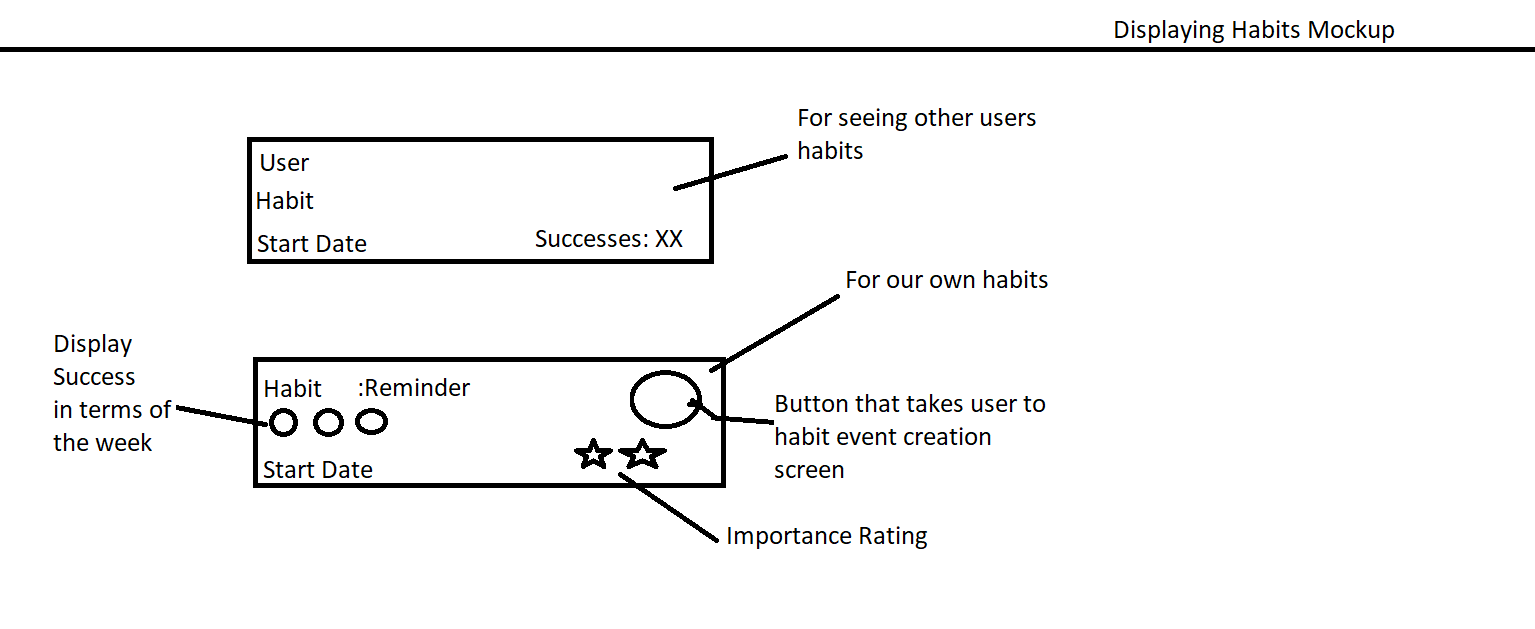 Displaying Habits Mockup
For seeing other users
habits
User
Habit
Start Date
Successes: XX
For our own habits
Display
Success
in terms of
the week
Habit :Reminder
Start Date
Button that takes user to
habit event creation
screen
Importance Rating